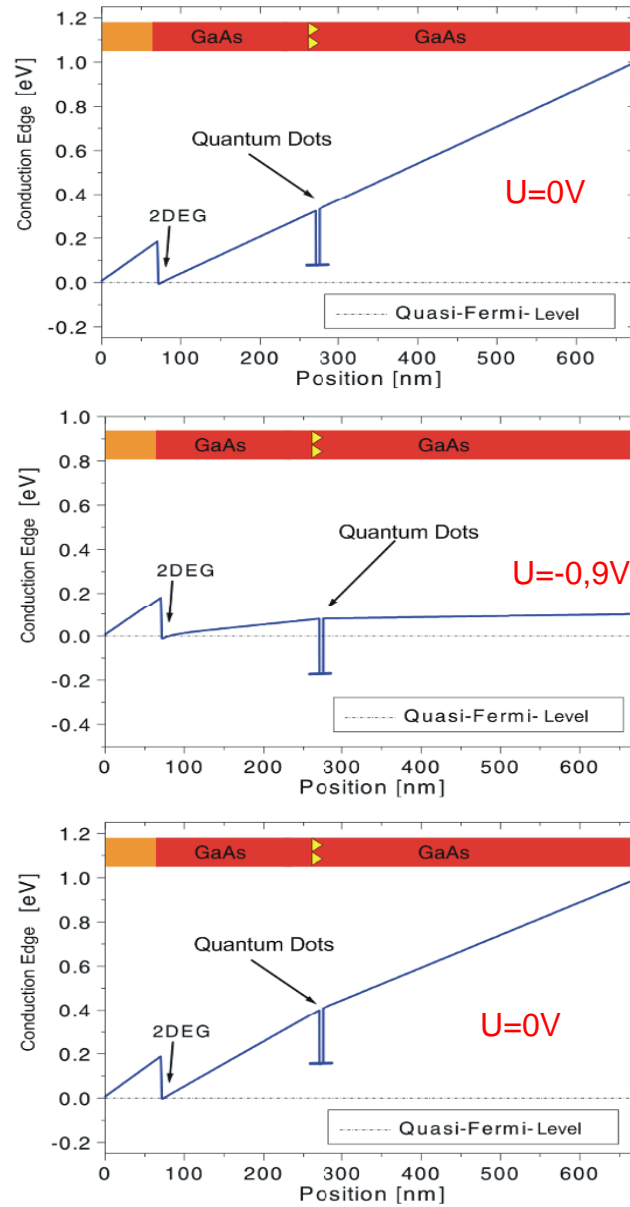 1.2
GaAs
GaAs
1.0
0.8
Quantum Dots
0.6
U=0V
0.4
2DEG
0.2
0.0
Quasi-Fermi-Level
-0.2
0
100
200
300
400
500
600
Position [nm]
Conduction Edge [eV]
1.0
GaAs
GaAs
0.8
0.6
Quantum Dots
0.4
2DEG
U=-0,9V
0.2
0.0
-0.2
Quasi-Fermi-Level
-0.4
0
100
200
300
400
500
600
Position [nm]
Conduction Edge [eV]
1.2
GaAs
GaAs
1.0
0.8
Quantum Dots
0.6
0.4
U=0V
2DEG
0.2
0.0
Quasi-Fermi-Level
-0.2
0
100
200
300
400
500
600
Position [nm]
Conduction Edge [eV]